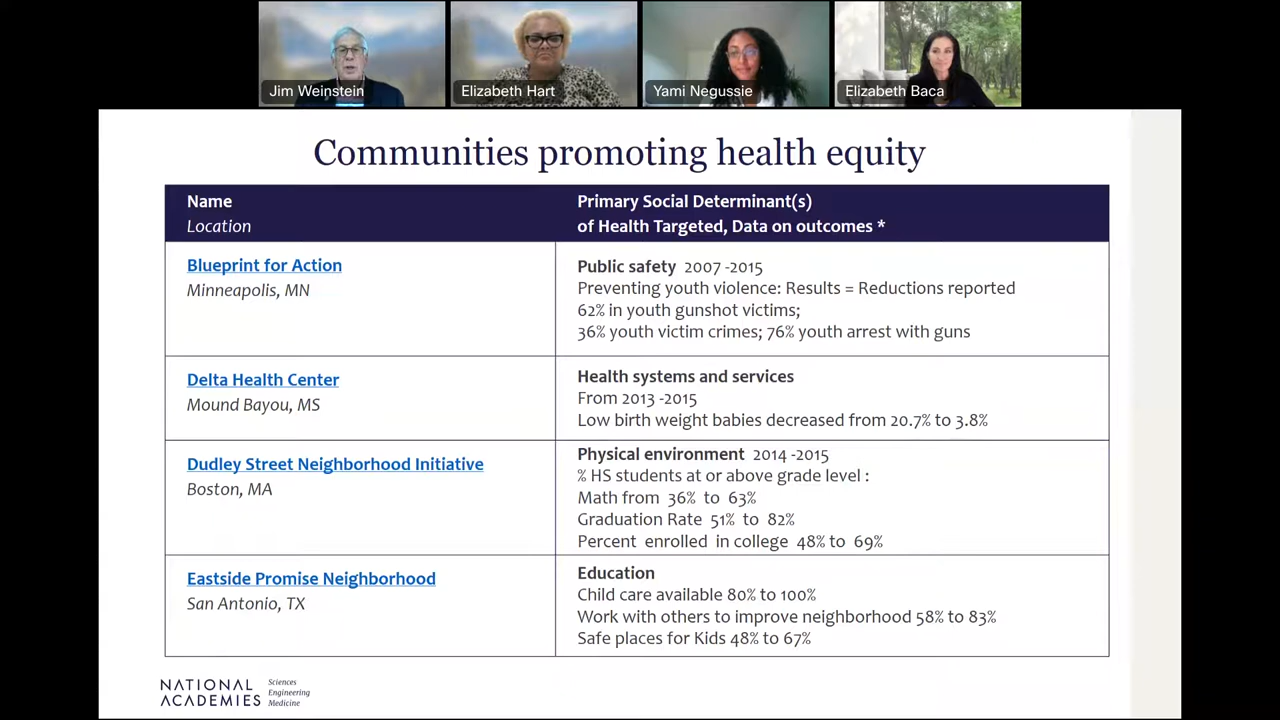 Jim Weinstein
Elizabeth Hart
Yami Negussie
Elizabeth Baca
Communities promoting health equity
Name
Location
Primary Social Determinant(s)
of Health Targeted, Data on outcomes *
Blueprint for Action
Minneapolis, MN
Public safety 2007 -2015
Preventing youth violence: Results = Reductions reported
62% in youth gunshot victims;
36% youth victim crimes; 76% youth arrest with guns
Delta Health Center
Mound Bayou, MS
Health systems and services
From 2013 -2015
Low birth weight babies decreased from 20.7% to 3.8%
Dudley Street Neighborhood Initiative
Boston, MA
Physical environment 2014 -2015
% HS students at or above grade level :
Math from 36% to 63%
Graduation Rate 51% to 82%
Percent enrolled in college 48% to 69%
Eastside Promise Neighborhood
San Antonio, TX
Education
Child care available 80% to 100%
Work with others to improve neighborhood 58% to 83%
Safe places for Kids 48% to 67%
NATIONAL ACADEMIES
Sciences
Engineering
Medicine